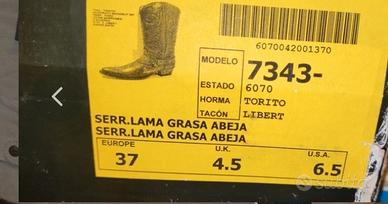 6070042001370
MODELO 7343-
ESTADO 6070
HORMA TORITO
TACÓN LIBERT
SERR.LAMA GRASA ABEJA
SERR.LAMA GRASA ABEJA
EUROPE U.K. U.S.A.
37 4.5 6.5
subito